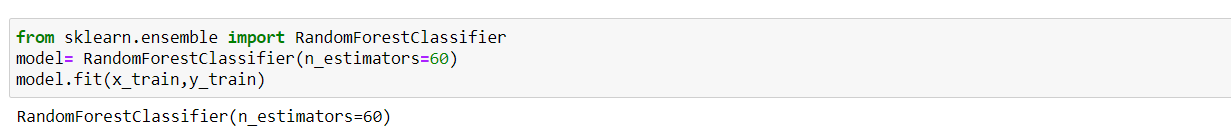 from sklearn.ensemble import RandomForestClassifier
model= RandomForestClassifier(n_estimators=60)
model.fit(x_train,y_train)
RandomForestClassifier(n_estimators=60)